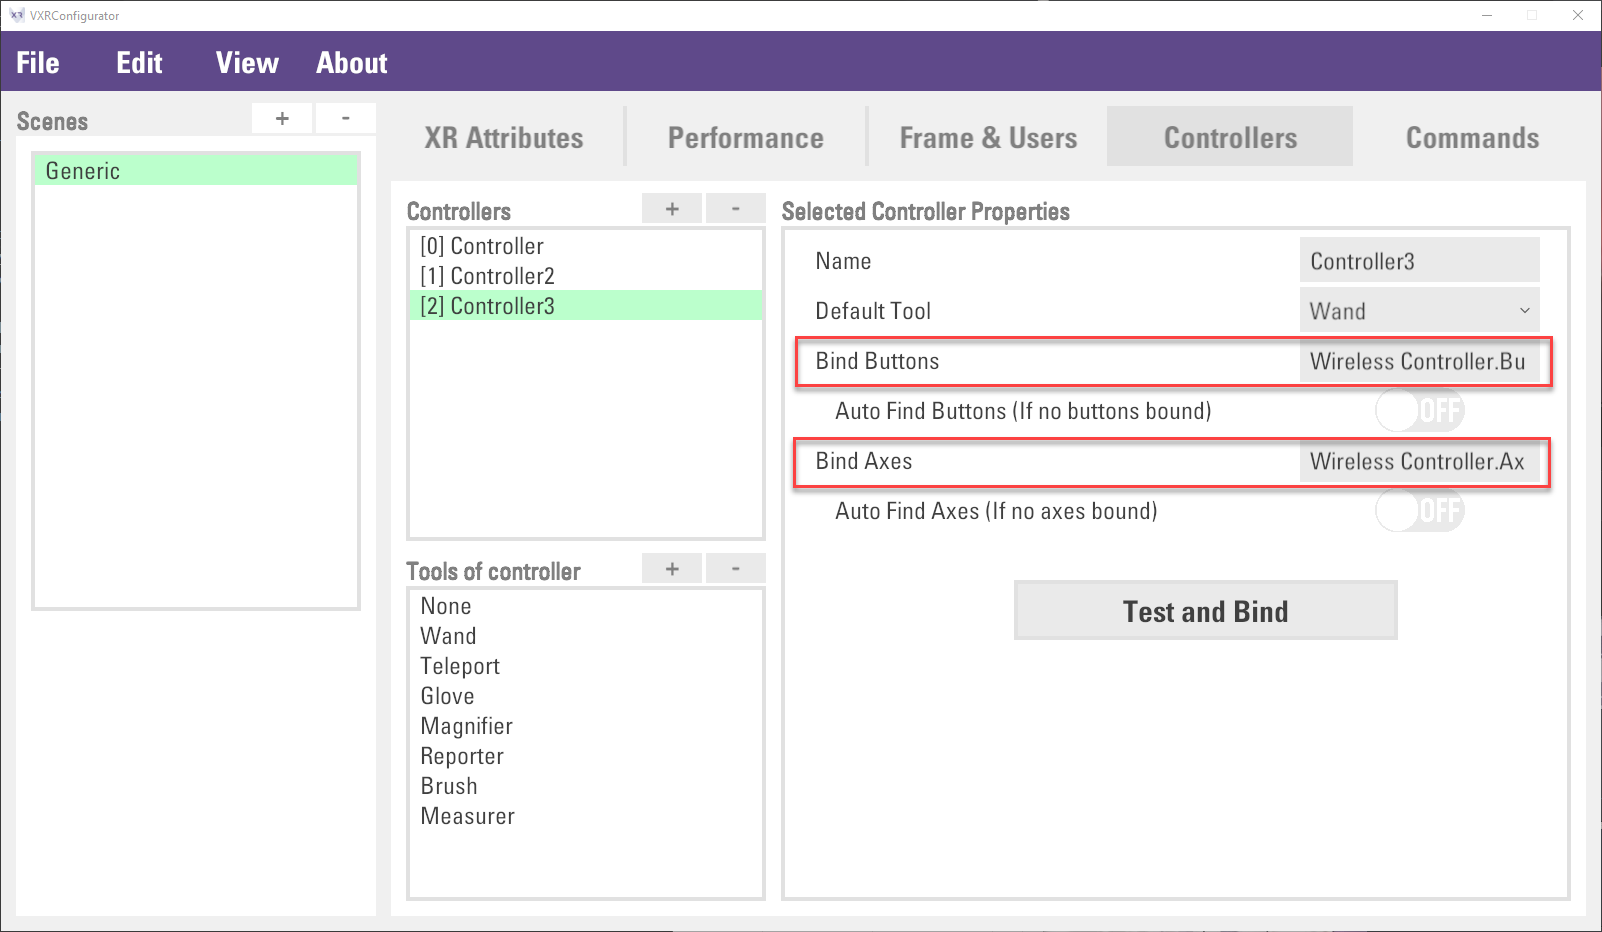 VXRConfigurator
File Edit View About
Scenes + -
Generic
XR Attributes Performance Frame & Users Controllers Commands
Controllers + -
[0] Controller
[1] Controller2
[2] Controller3
Tools of controller + -
None
Wand
Teleport
Glove
Magnifier
Reporter
Brush
Measurer
Selected Controller Properties
Name Controller3
Default Tool Wand
Bind Buttons Wireless Controller.Bu
Auto Find Buttons (If no buttons bound) OFF
Bind Axes Wireless Controller.Ax
Auto Find Axes (If no axes bound) OFF
Test and Bind